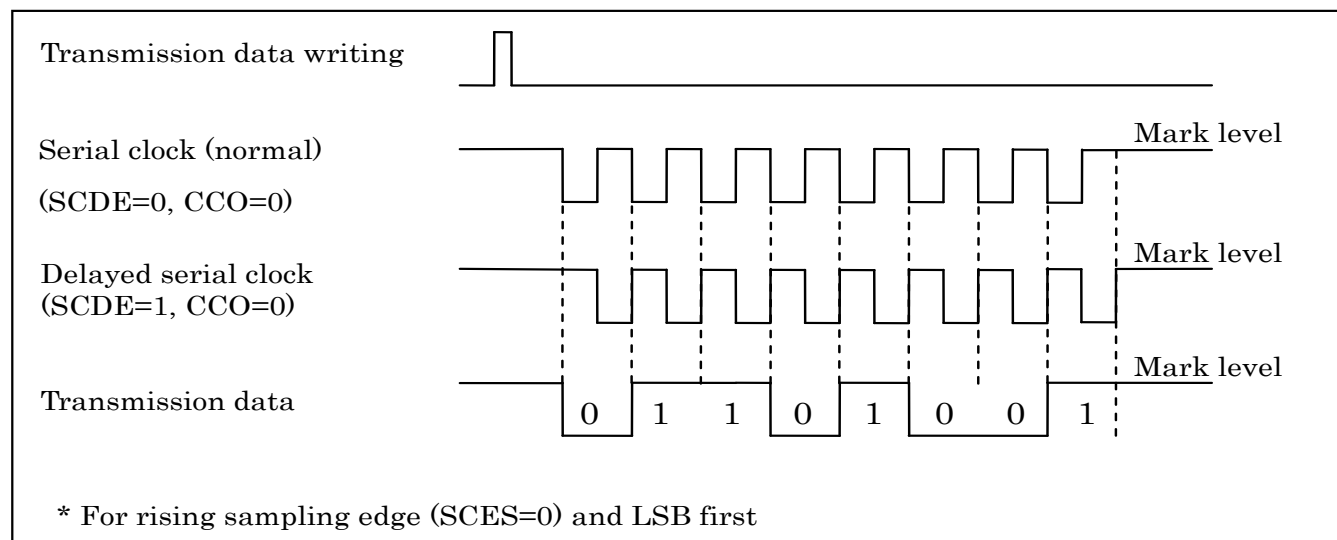 Transmission data writing
Mark level
Serial clock (normal)
(SCDE=0, CCO=0)
Mark level
Delayed serial clock
(SCDE=1, CCO=0)
Mark level
Transmission data
0 1 1 0 1 0 0 1
* For rising sampling edge (SCES=0) and LSB first